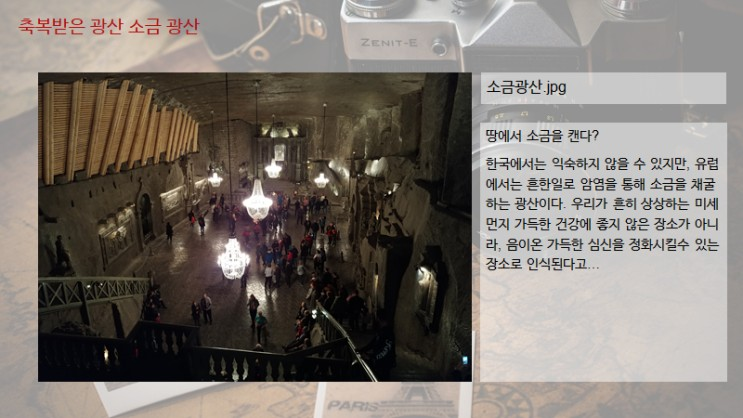 축복받은 광산 소금 광산
ZENIT-E
소금광산.jpg
땅에서 소금을 캔다?
한국에서는 익숙하지 않을 수 있지만, 유럽
에서는 흔한일로 암염을 통해 소금을 채굴
하는 광산이다. 우리가 흔히 상상하는 미세
먼지 가득한 건강에 좋지 않은 장소가 아니
라, 음이온 가득한 심신을 정화시킬수 있는
장소로 인식된다고…
PARIS